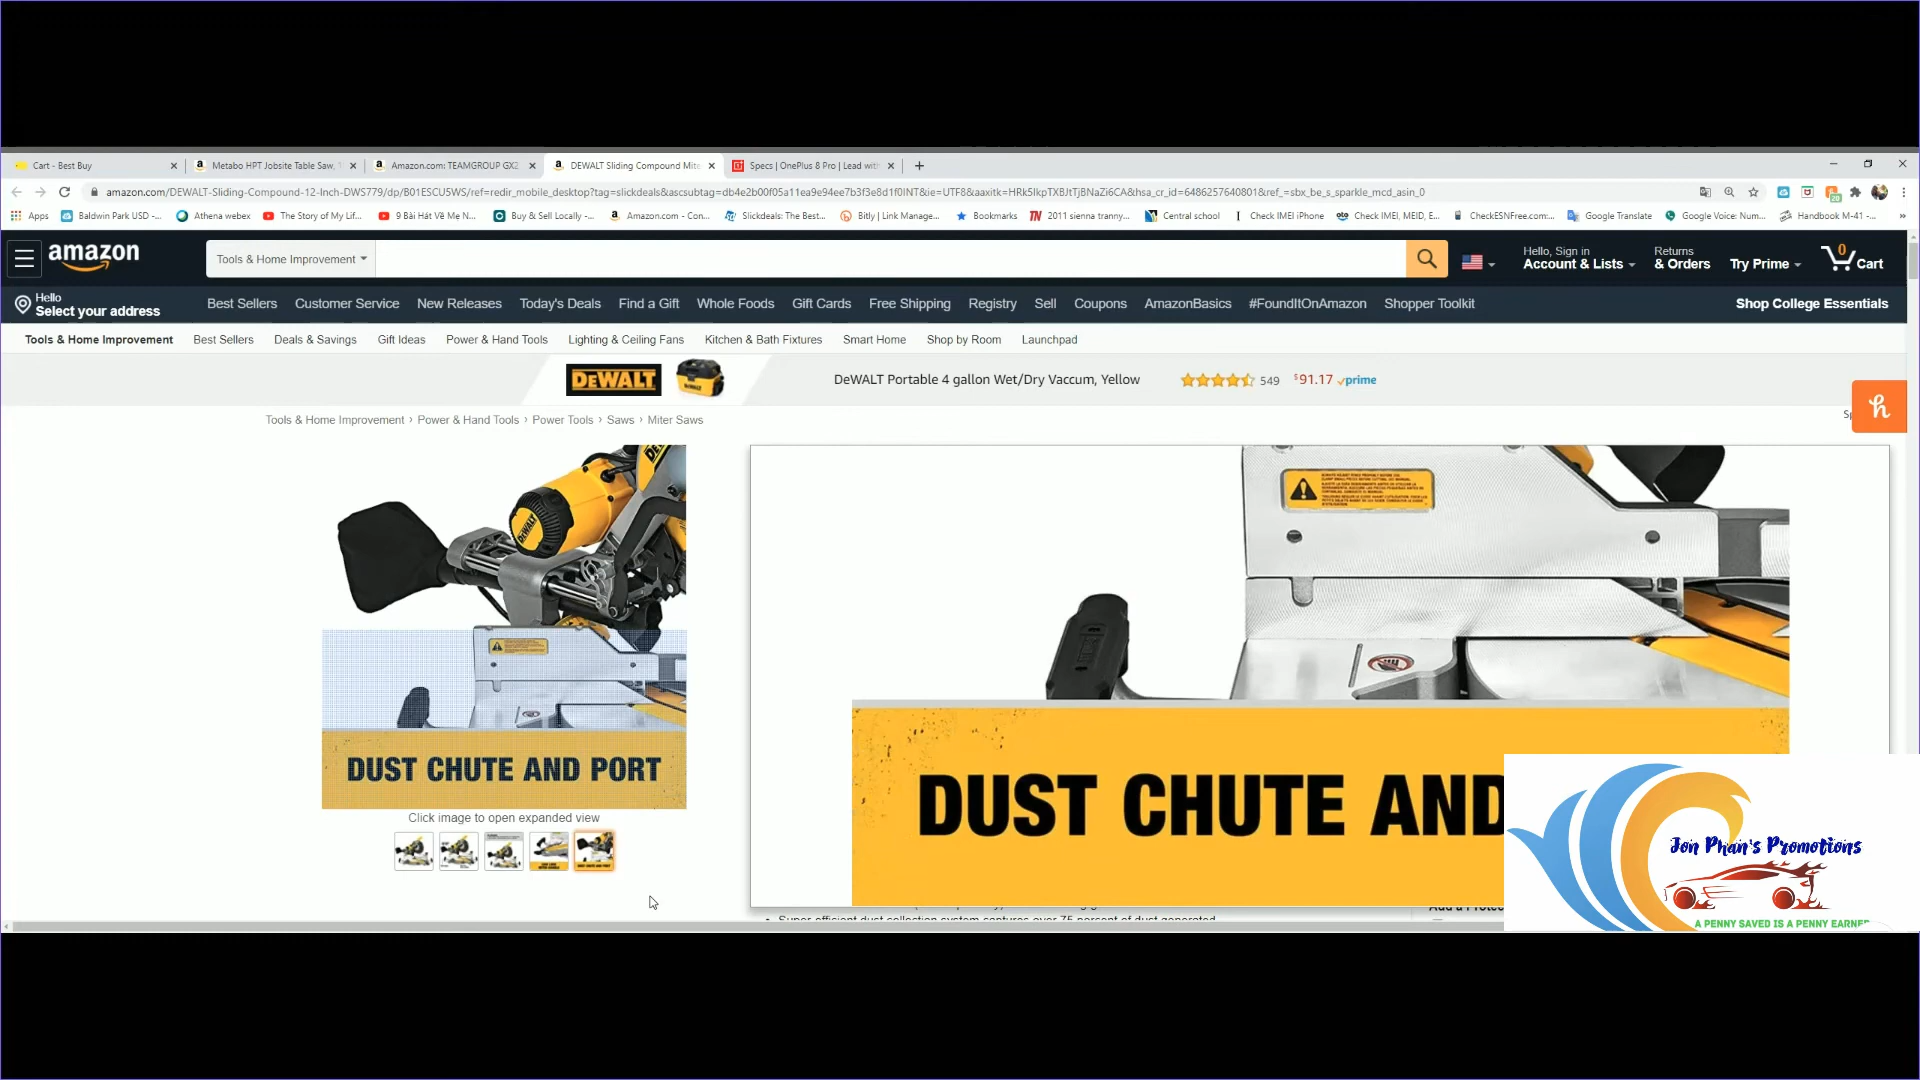 Cart - Best Buy
Metabo HPT Jobsite Table Saw,
Amazon.com: TEAMGROUP GX2
DEWALT Sliding Compound Mite
Specs | OnePlus 8 Pro | Lead with
amazon.com/DEWALT-Sliding-Compound-12-Inch-DWS779/dp/B01ESCU5WS/ref=redir_mobile_desktop?tag=slickdeals&ascsubtag=db4e2b00f05a11ea9e94ee7b3f3e8d1f0INT&ie=UTF8&aaxitk=HRk5IkpTXBJtTjBNaZi6CA&hsa_cr_id=6486257640801&ref_=sbx_be_s_sparkle_mcd_asin_0
20
Apps
Baldwin Park USD -...
Athena webex
The Story of My Lif...
9 Bài Hát Về Mẹ N...
Buy & Sell Locally -...
Amazon.com - Con...
Slickdeals: The Best...
Bitly | Link Manage...
Bookmarks
2011 sienna tranny...
Central school
Check IMEI iPhone
Check IMEI, MEID, E...
CheckESNFree.com:...
Google Translate
Google Voice: Num...
Handbook M-41 -...
amazon
Tools & Home Improvement
Hello, Sign in
Account & Lists
Returns
& Orders
Try Prime
0
Cart
Hello
Select your address
Best Sellers
Customer Service
New Releases
Today's Deals
Find a Gift
Whole Foods
Gift Cards
Free Shipping
Registry
Sell
Coupons
AmazonBasics
#FoundItOnAmazon
Shopper Toolkit
Shop College Essentials
Tools & Home Improvement
Best Sellers
Deals & Savings
Gift Ideas
Power & Hand Tools
Lighting & Ceiling Fans
Kitchen & Bath Fixtures
Smart Home
Shop by Room
Launchpad
DEWALT
DeWALT Portable 4 gallon Wet/Dry Vaccum, Yellow
549
$91.17
prime
Tools & Home Improvement › Power & Hand Tools › Power Tools › Saws › Miter Saws
h
DEWALT
DUST CHUTE AND PORT
Click image to open expanded view
DUST CHUTE AND
Super efficient dust collection system captures over 75 percent of dust generated
Jon Phan's Promotions
A PENNY SAVED IS A PENNY EARNED